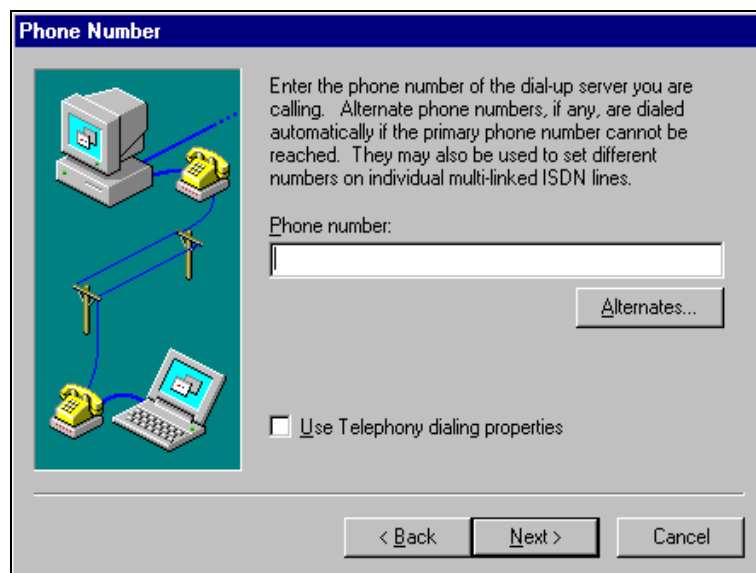 Phone Number
Enter the phone number of the dial-up server you are
calling.  Alternate phone numbers, if any, are dialed
automatically if the primary phone number cannot be
reached.  They may also be used to set different
numbers on individual multi-linked ISDN lines.
Phone number:
Alternates...
Use Telephony dialing properties
< Back
Next >
Cancel